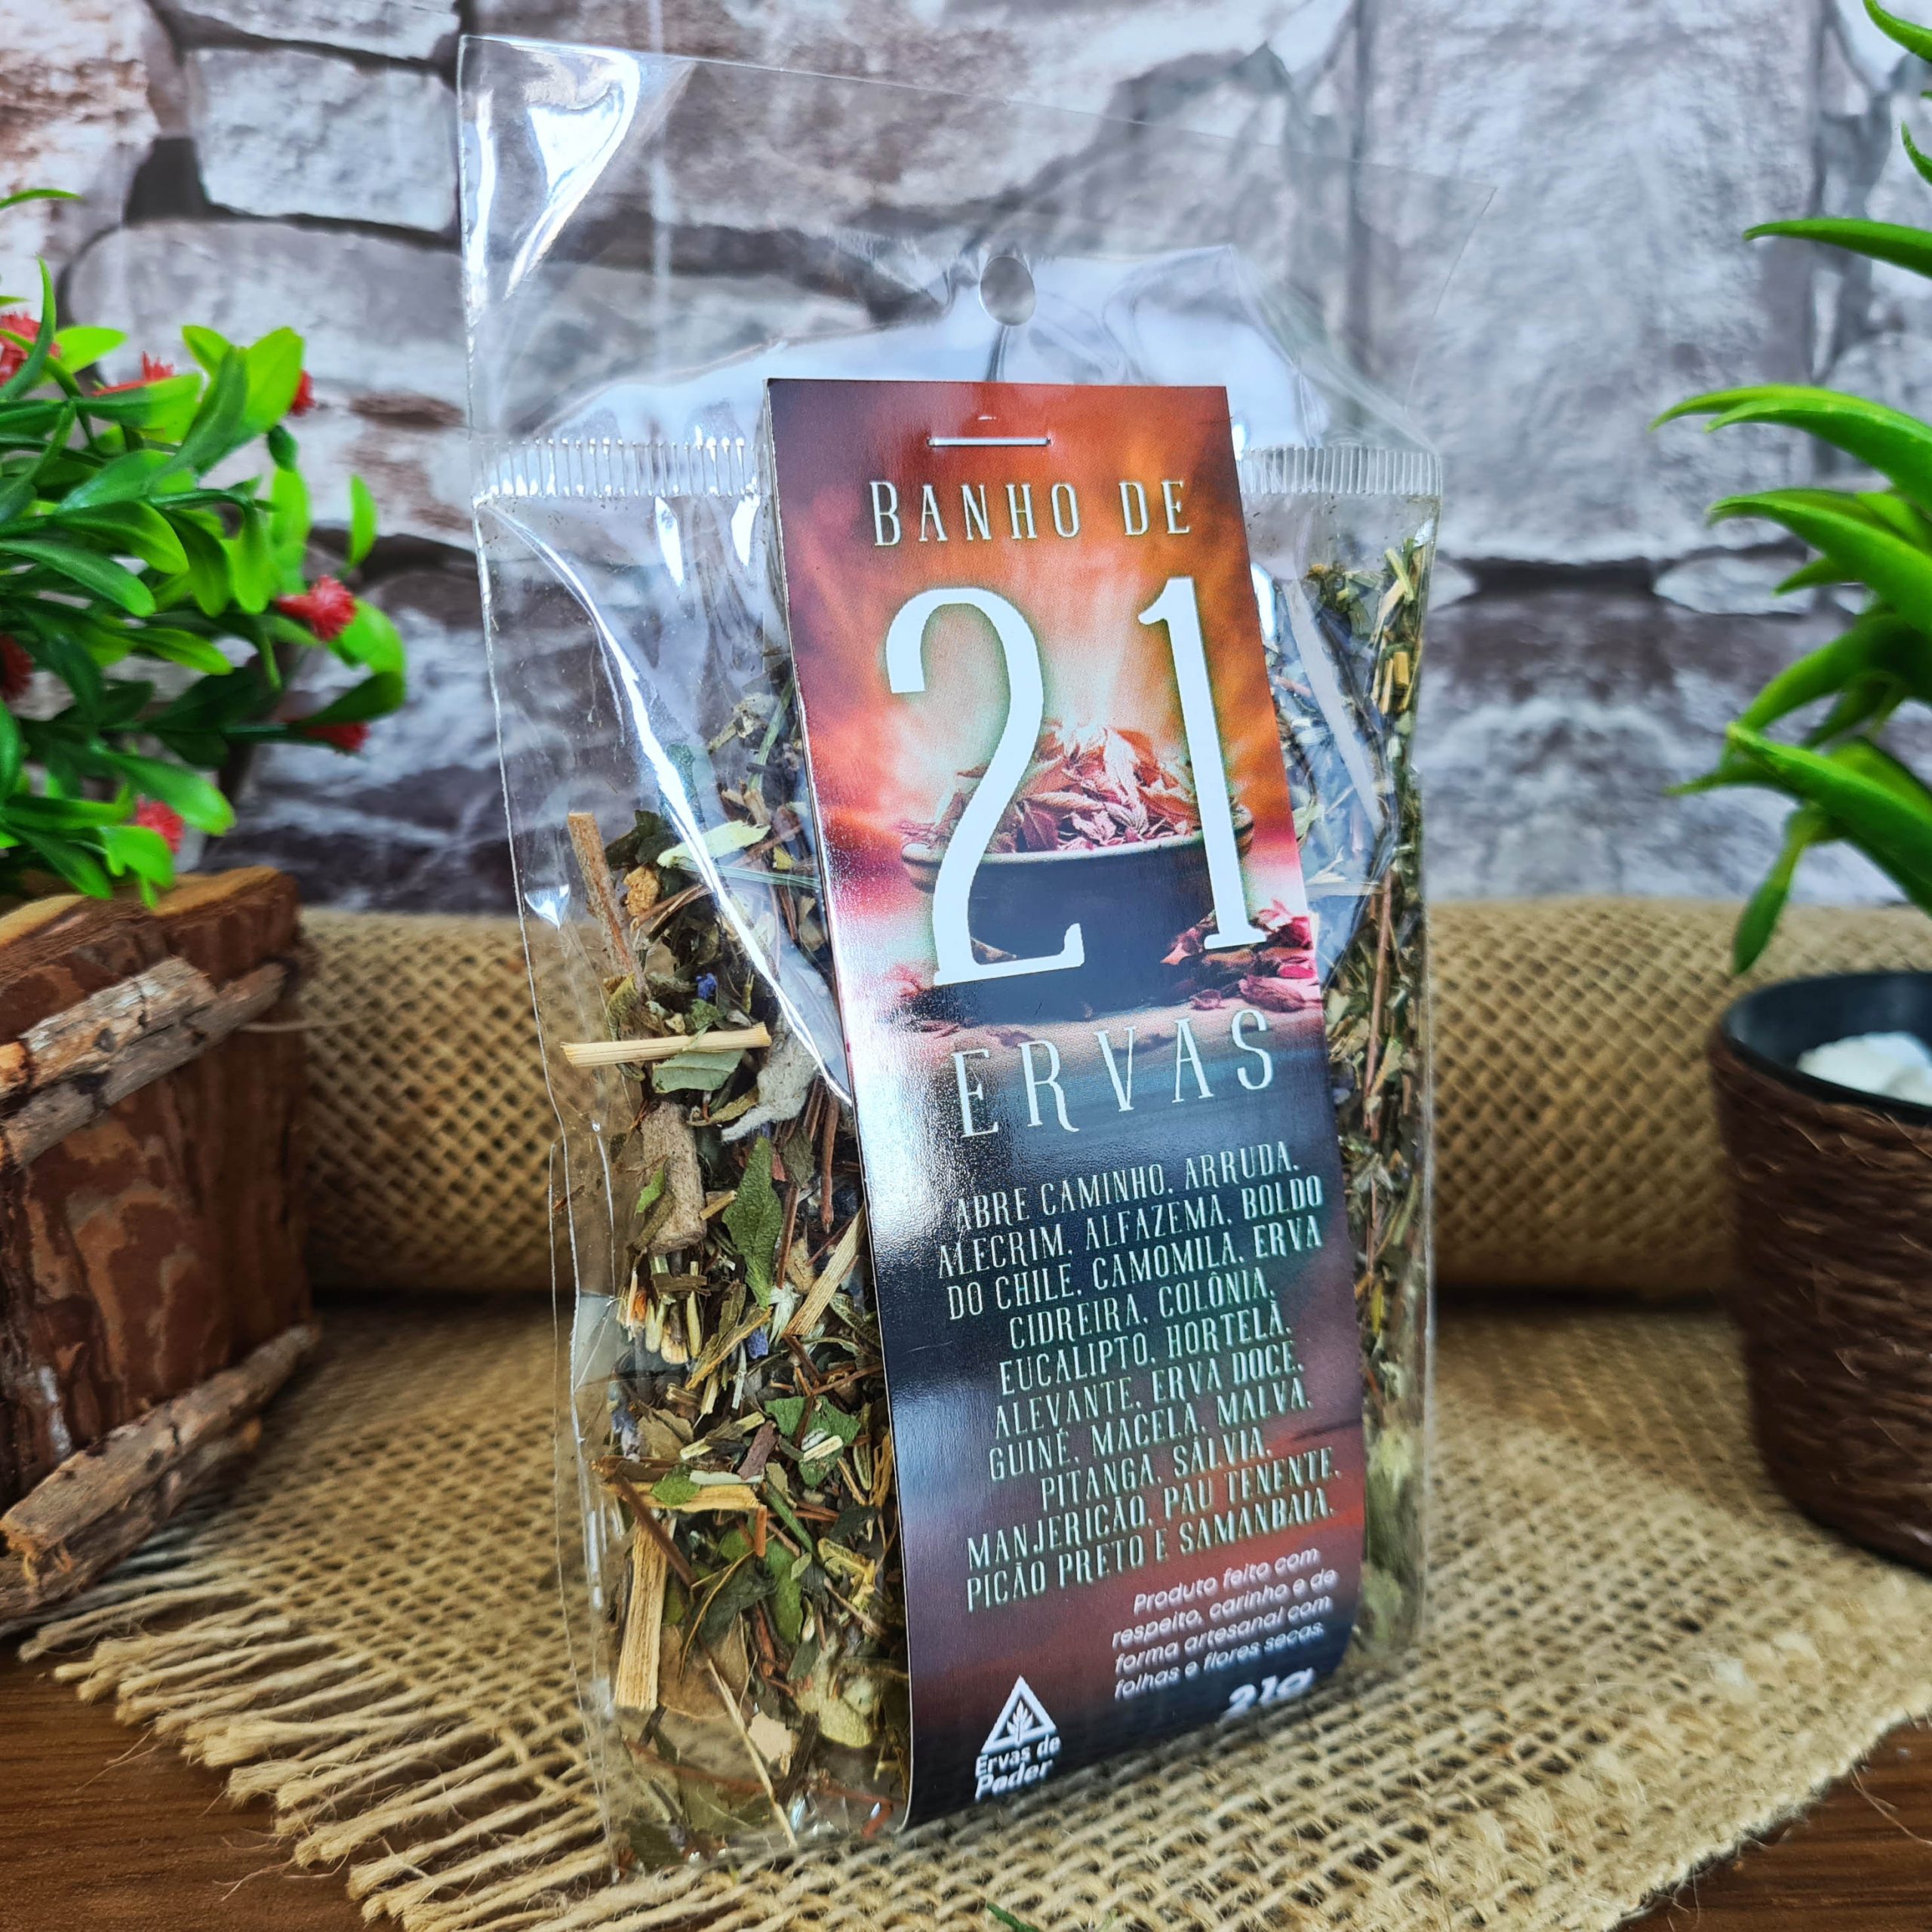 BANHO DE
21
ERVAS
ABRE CAMINHO, ARRUDA,
ALECRIM, ALFAZEMA, BOLDO
DO CHILE, CAMOMILA, ERVA
CIDREIRA, COLÔNIA,
EUCALIPTO, HORTELÃ,
ALEVANTE, ERVA DOCE,
GUINÉ, MACELA, MALVA,
PITANGA, SÁLVIA,
MANJERICÃO, PAU TENENTE,
PICÃO PRETO E SAMANBAIA.
Produto feito com
respeito, carinho e de
forma artesanal com
folhas e flores secas.
21g
Ervas de
Poder